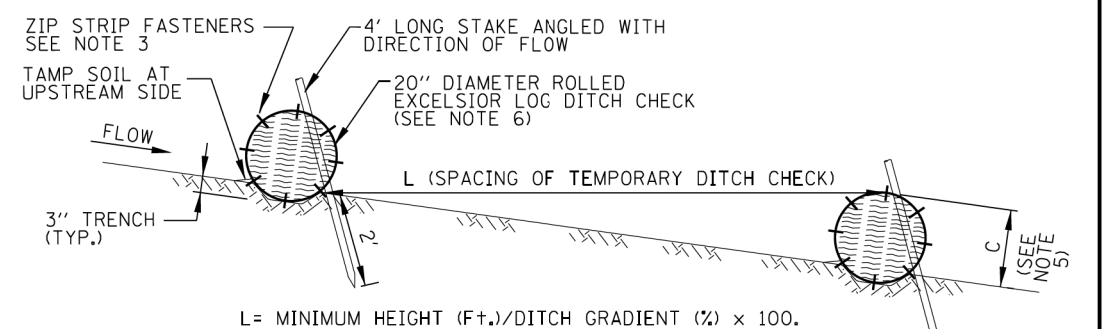 ZIP STRIP FASTENERS
SEE NOTE 3
4' LONG STAKE ANGLED WITH
DIRECTION OF FLOW
TAMP SOIL AT
UPSTREAM SIDE
20'' DIAMETER ROLLED
EXCELSIOR LOG DITCH CHECK
(SEE NOTE 6)
FLOW
L (SPACING OF TEMPORARY DITCH CHECK)
3'' TRENCH
(TYP.)
2'
C
(SEE
NOTE
5)
L= MINIMUM HEIGHT (Ft.)/DITCH GRADIENT (%) x 100.